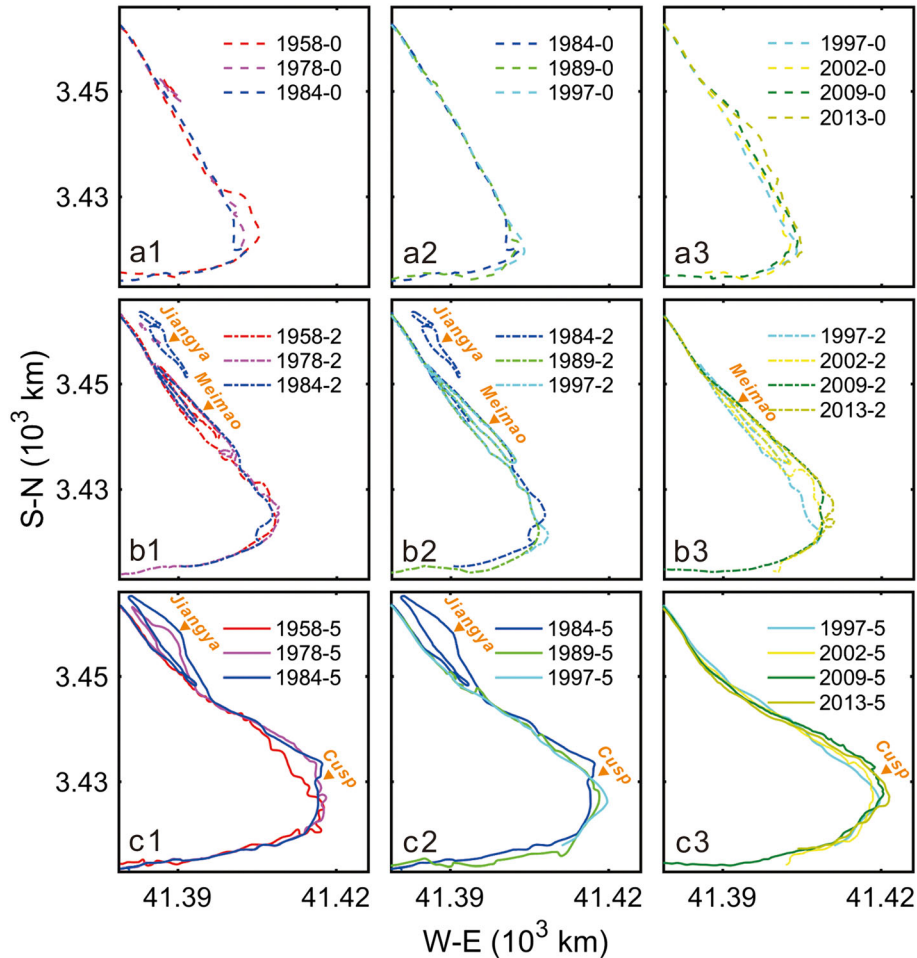 1958-0
1978-0
1984-0
3.45
3.43
a1
1984-0
1989-0
1997-0
a2
1997-0
2002-0
2009-0
2013-0
a3
Jiangya
Meimao
1958-2
1978-2
1984-2
3.45
3.43
b1
Jiangya
Meimao
1984-2
1989-2
1997-2
b2
Meimao
1997-2
2002-2
2009-2
2013-2
b3
S-N (10³ km)
Jiangya
1958-5
1978-5
1984-5
3.45
Cusp
3.43
c1
Jiangya
1984-5
1989-5
1997-5
Cusp
c2
1997-5
2002-5
2009-5
2013-5
Cusp
c3
41.39 41.42 41.39 41.42 41.39 41.42
W-E (10³ km)